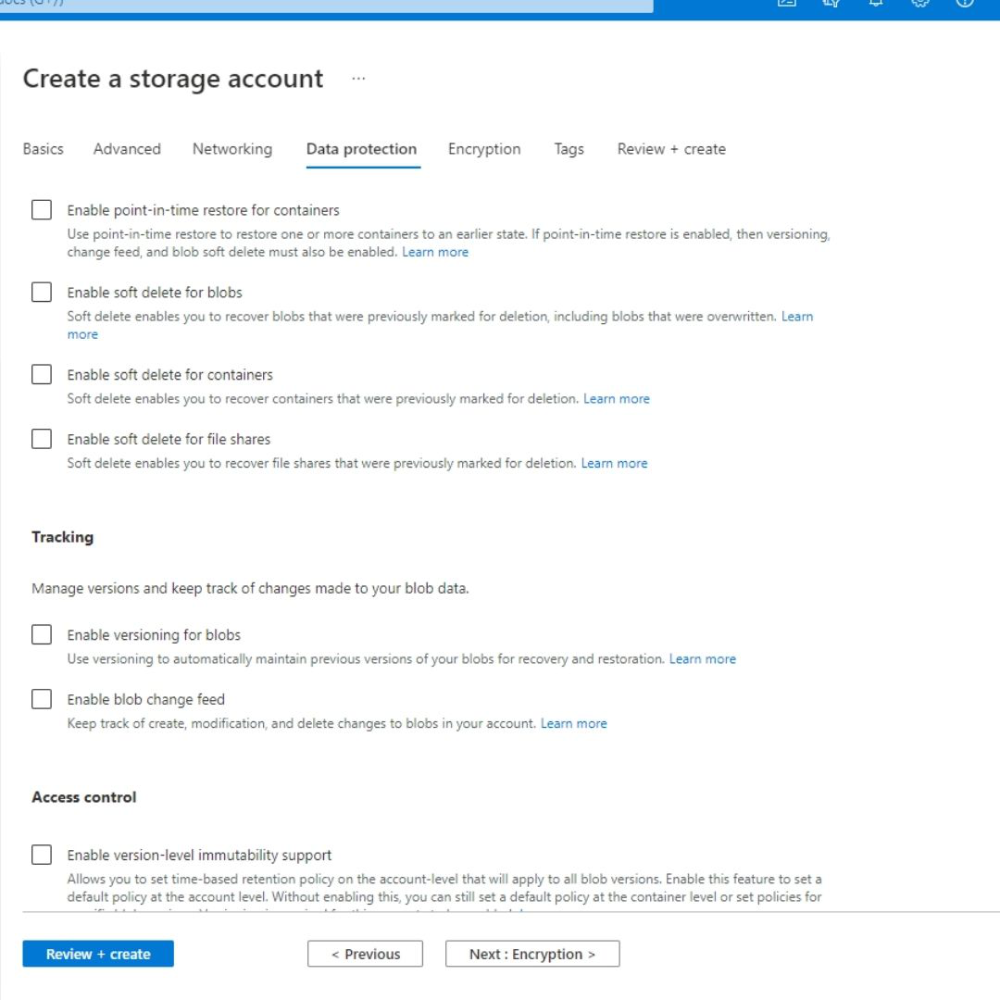 docs (G+/)
Create a storage account ...
Basics Advanced Networking Data protection Encryption Tags Review + create
Enable point-in-time restore for containers
Use point-in-time restore to restore one or more containers to an earlier state. If point-in-time restore is enabled, then versioning,
change feed, and blob soft delete must also be enabled. Learn more
Enable soft delete for blobs
Soft delete enables you to recover blobs that were previously marked for deletion, including blobs that were overwritten. Learn
more
Enable soft delete for containers
Soft delete enables you to recover containers that were previously marked for deletion. Learn more
Enable soft delete for file shares
Soft delete enables you to recover file shares that were previously marked for deletion. Learn more
Tracking
Manage versions and keep track of changes made to your blob data.
Enable versioning for blobs
Use versioning to automatically maintain previous versions of your blobs for recovery and restoration. Learn more
Enable blob change feed
Keep track of create, modification, and delete changes to blobs in your account. Learn more
Access control
Enable version-level immutability support
Allows you to set time-based retention policy on the account-level that will apply to all blob versions. Enable this feature to set a
default policy at the account level. Without enabling this, you can still set a default policy at the container level or set policies for
Review + create < Previous Next : Encryption >